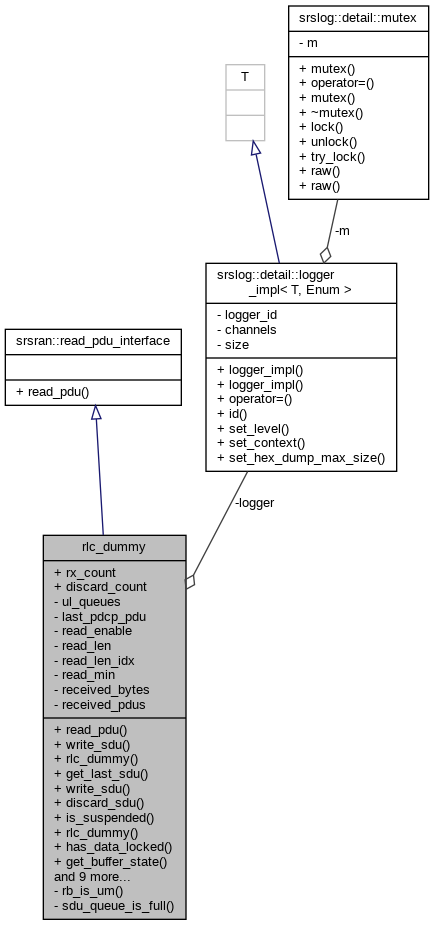 srslog::detail::mutex
- m
+ mutex()
+ operator=()
+ mutex()
+ ~mutex()
+ lock()
+ unlock()
+ try_lock()
+ raw()
+ raw()
T
-m
srslog::detail::logger
_impl< T, Enum >
- logger_id
- channels
- size
+ logger_impl()
+ logger_impl()
+ operator=()
+ id()
+ set_level()
+ set_context()
+ set_hex_dump_max_size()
srsran::read_pdu_interface
+ read_pdu()
-logger
rlc_dummy
+ rx_count
+ discard_count
- ul_queues
- last_pdcp_pdu
- read_enable
- read_len
- read_len_idx
- read_min
- received_bytes
- received_pdus
+ read_pdu()
+ write_sdu()
+ rlc_dummy()
+ get_last_sdu()
+ write_sdu()
+ discard_sdu()
+ is_suspended()
+ rlc_dummy()
+ has_data_locked()
+ get_buffer_state()
and 9 more...
- rb_is_um()
- sdu_queue_is_full()